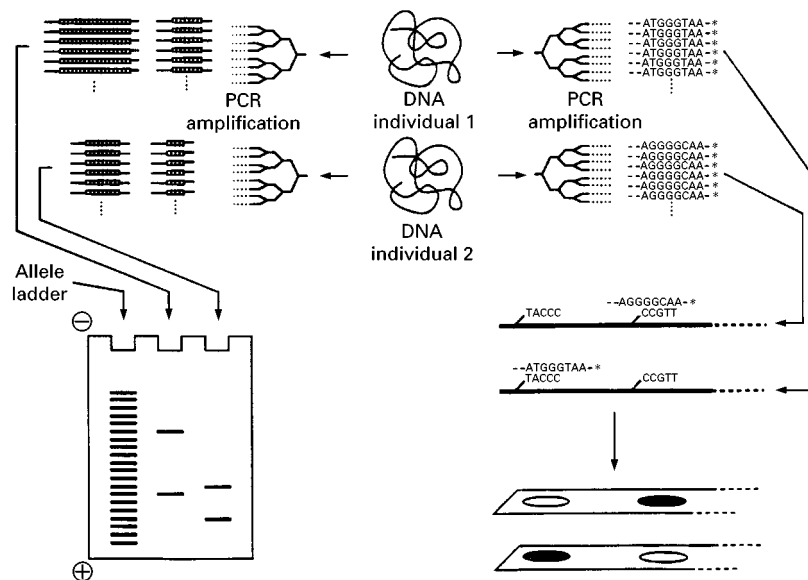 --ATGGGTAA-*
--ATGGGTAA-*
--ATGGGTAA-*
--ATGGGTAA-*
--ATGGGTAA-*
--ATGGGTAA-*
PCR
amplification
DNA
individual 1
PCR
amplification
--AGGGGCAA-*
--AGGGGCAA-*
--AGGGGCAA-*
--AGGGGCAA-*
--AGGGGCAA-*
--AGGGGCAA-*
DNA
individual 2
Allele
ladder
--AGGGGCAA-*
TACCC CCGTT
--ATGGGTAA-*
TACCC CCGTT